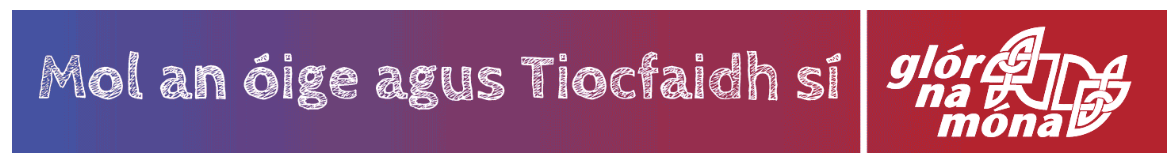 Mol an óige agus Tiocfaidh sí
glór
na
móna